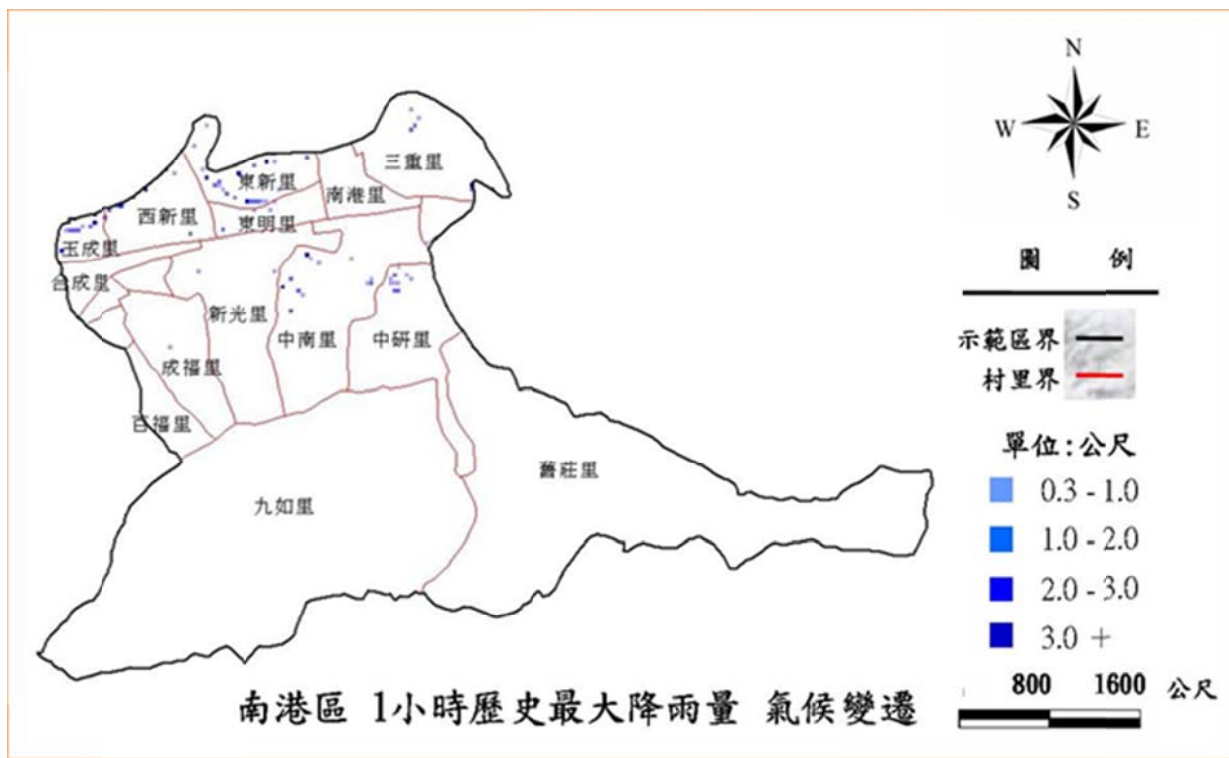 N
W E
S
三重里
東新里
南港里
西新里
東明里
玉成里
合成里
新光里
中南里
中研里
成福里
百福里
舊莊里
九如里
圖 例
示範區界
村里界
單位:公尺
0.3 - 1.0
1.0 - 2.0
2.0 - 3.0
3.0 +
800 1600 公尺
南港區 1小時歷史最大降雨量 氣候變遷